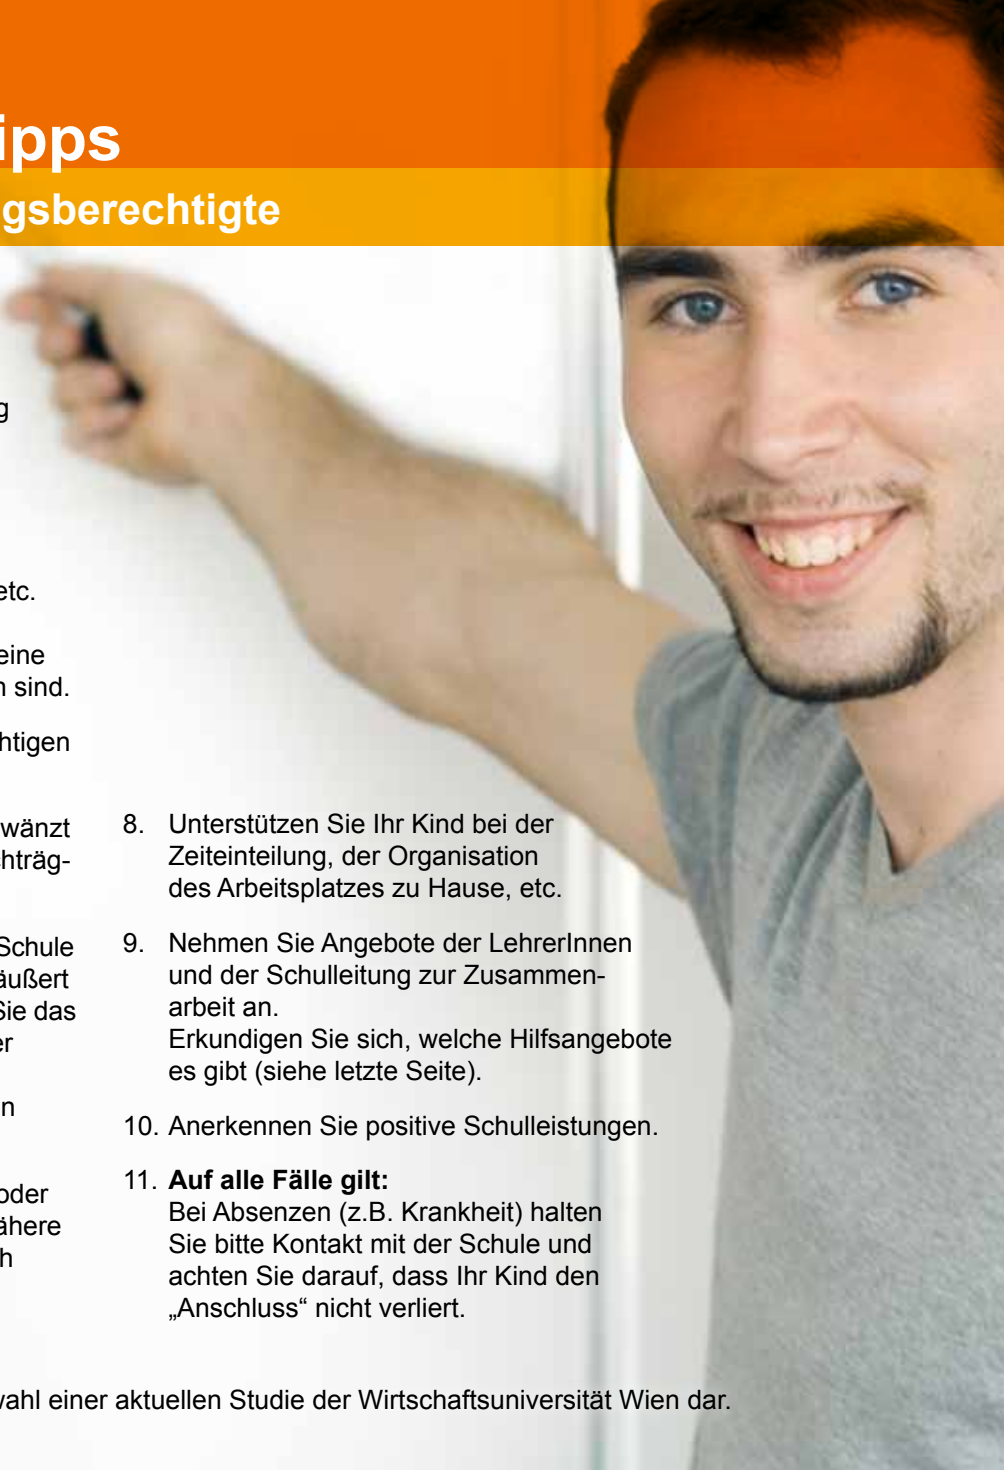 ipps
gsberechtigte
g
etc.
eine
n sind.
htigen
wänzt
chträg-
Schule
äußert
Sie das
er
n
oder
ähere
h
8. Unterstützen Sie Ihr Kind bei der
Zeiteinteilung, der Organisation
des Arbeitsplatzes zu Hause, etc.
9. Nehmen Sie Angebote der LehrerInnen
und der Schulleitung zur Zusammen-
arbeit an.
Erkundigen Sie sich, welche Hilfsangebote
es gibt (siehe letzte Seite).
10. Anerkennen Sie positive Schulleistungen.
11. Auf alle Fälle gilt:
Bei Absenzen (z.B. Krankheit) halten
Sie bitte Kontakt mit der Schule und
achten Sie darauf, dass Ihr Kind den
„Anschluss“ nicht verliert.
wahl einer aktuellen Studie der Wirtschaftsuniversität Wien dar.